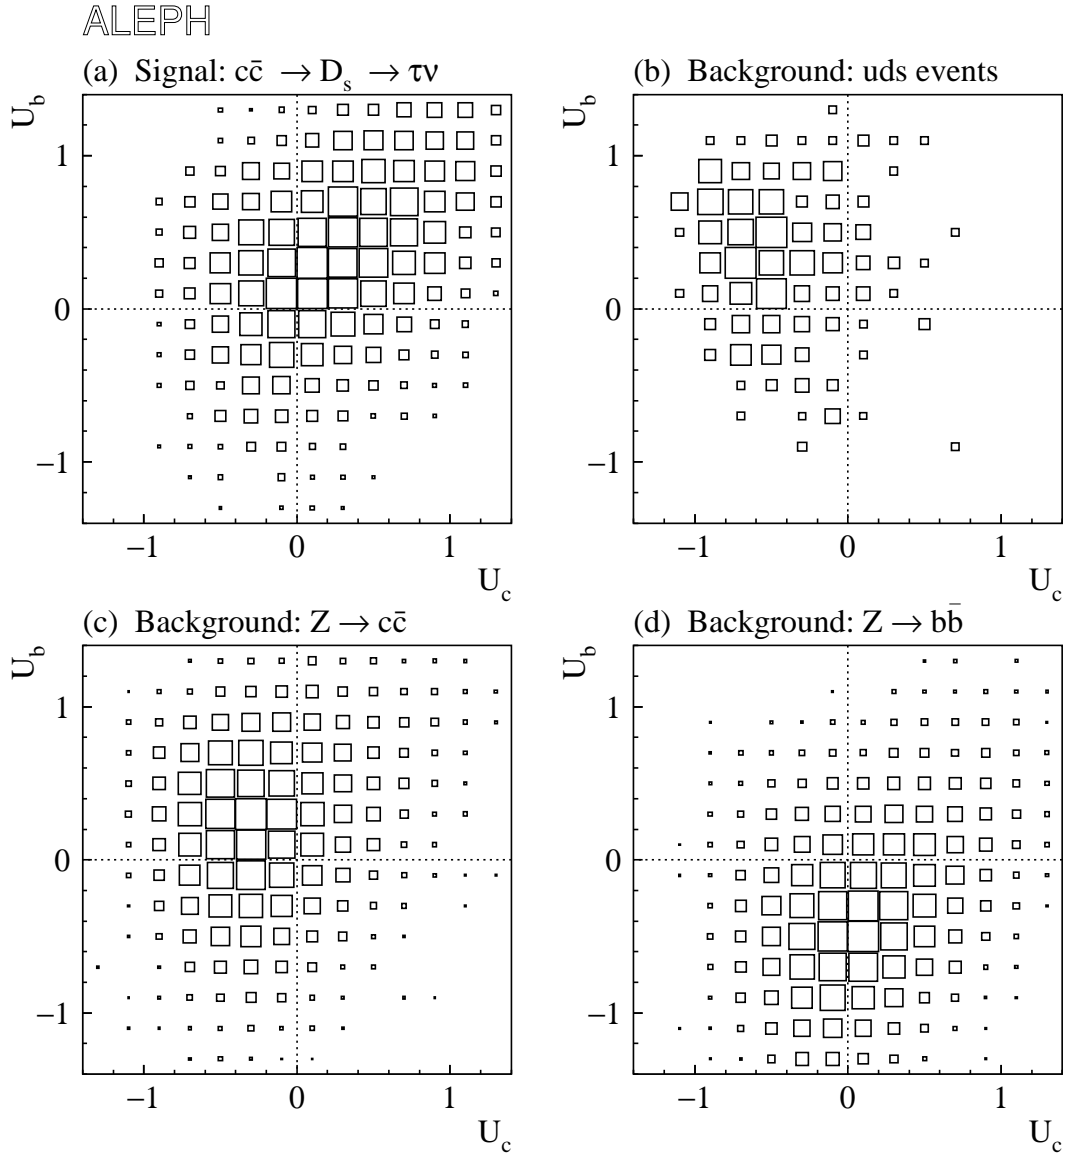 ALEPH
(a) Signal: cc̄ → D_s → τν
(b) Background: uds events
U_b
1
0
−1
−1 0 1
U_c
U_b
1
0
−1
−1 0 1
U_c
(c) Background: Z → cc̄
(d) Background: Z → bb̄
U_b
1
0
−1
−1 0 1
U_c
U_b
1
0
−1
−1 0 1
U_c